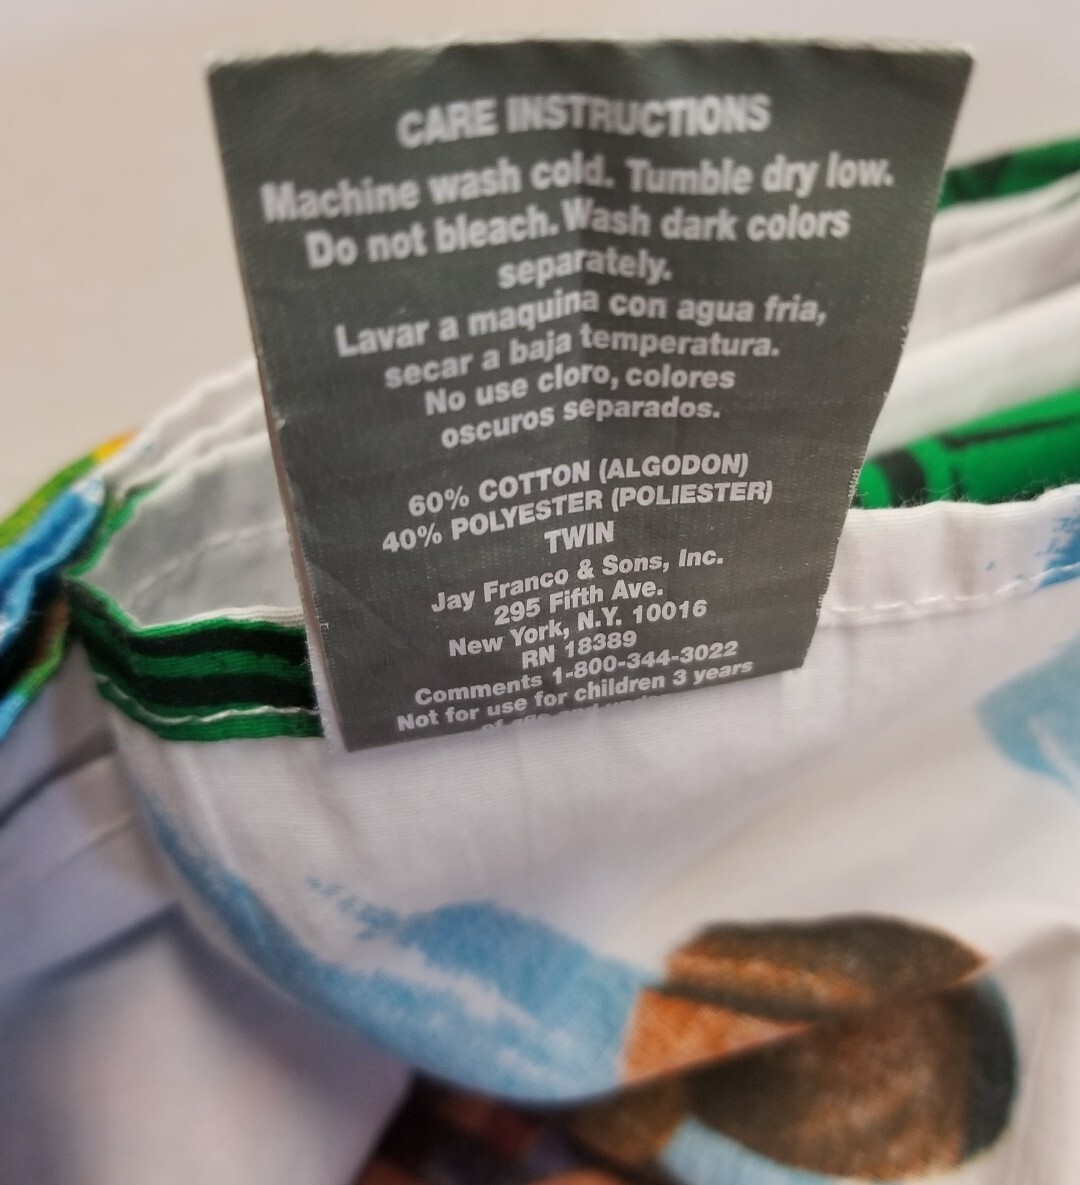 CARE INSTRUCTIONS
Machine wash cold. Tumble dry low.
Do not bleach. Wash dark colors
separately.
Lavar a maquina con agua fria,
secar a baja temperatura.
No use cloro, colores
oscuros separados.
60% COTTON (ALGODON)
40% POLYESTER (POLIESTER)
TWIN
Jay Franco & Sons, Inc.
295 Fifth Ave.
New York, N.Y. 10016
RN 18389
Comments 1-800-344-3022
Not for use for children 3 years
of age and